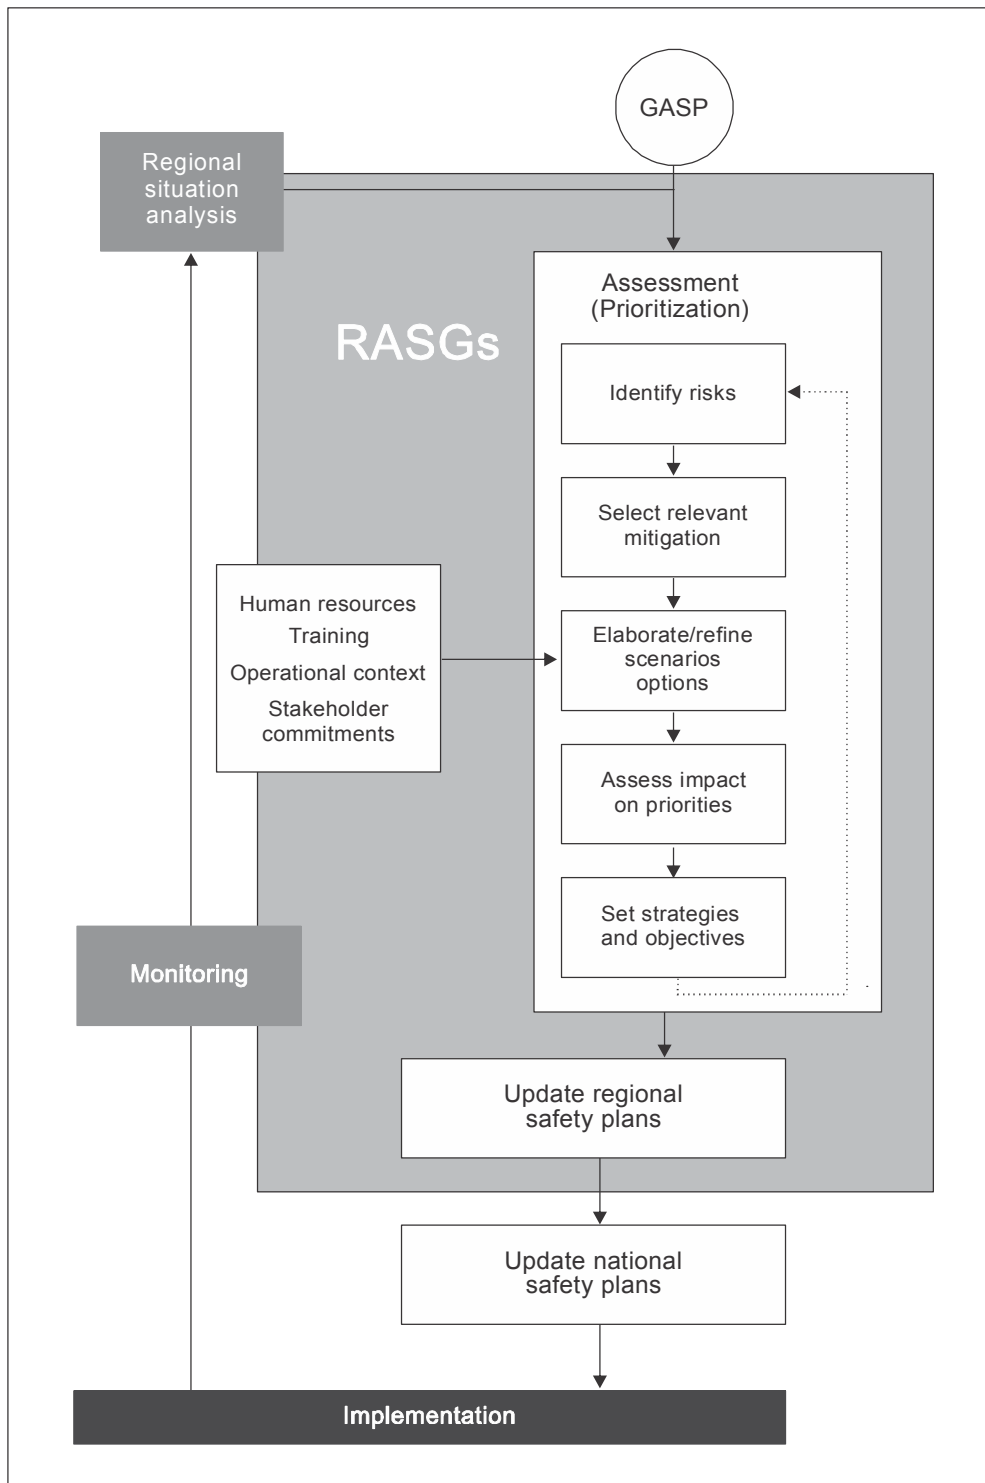 GASP
Regional
situation
analysis
Assessment
(Prioritization)
RASGs
Identify risks
Select relevant
mitigation
Human resources
Training
Operational context
Stakeholder
commitments
Elaborate/refine
scenarios
options
Assess impact
on priorities
Set strategies
and objectives
Monitoring
Update regional
safety plans
Update national
safety plans
Implementation